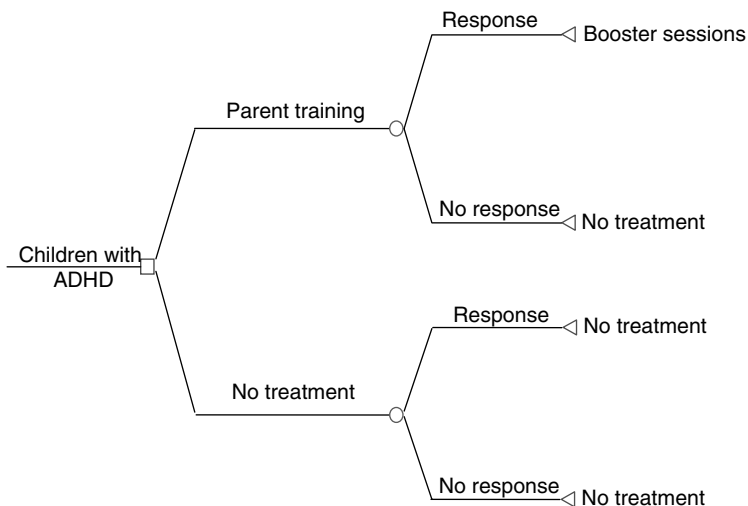 Response
Booster sessions
Parent training
No response
No treatment
Children with
ADHD
Response
No treatment
No treatment
No response
No treatment